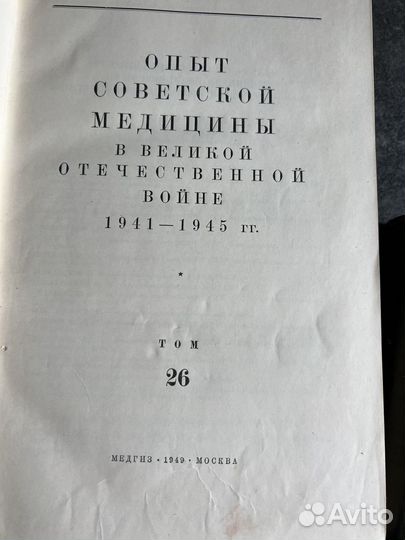 ОПЫТ
СОВЕТСКОЙ
МЕДИЦИНЫ
В ВЕЛИКОЙ
ОТЕЧЕСТВЕННОЙ
ВОЙНЕ
1941—1945 гг.
*
ТОМ
26
МЕДГИЗ · 1949 · МОСКВА
Avito